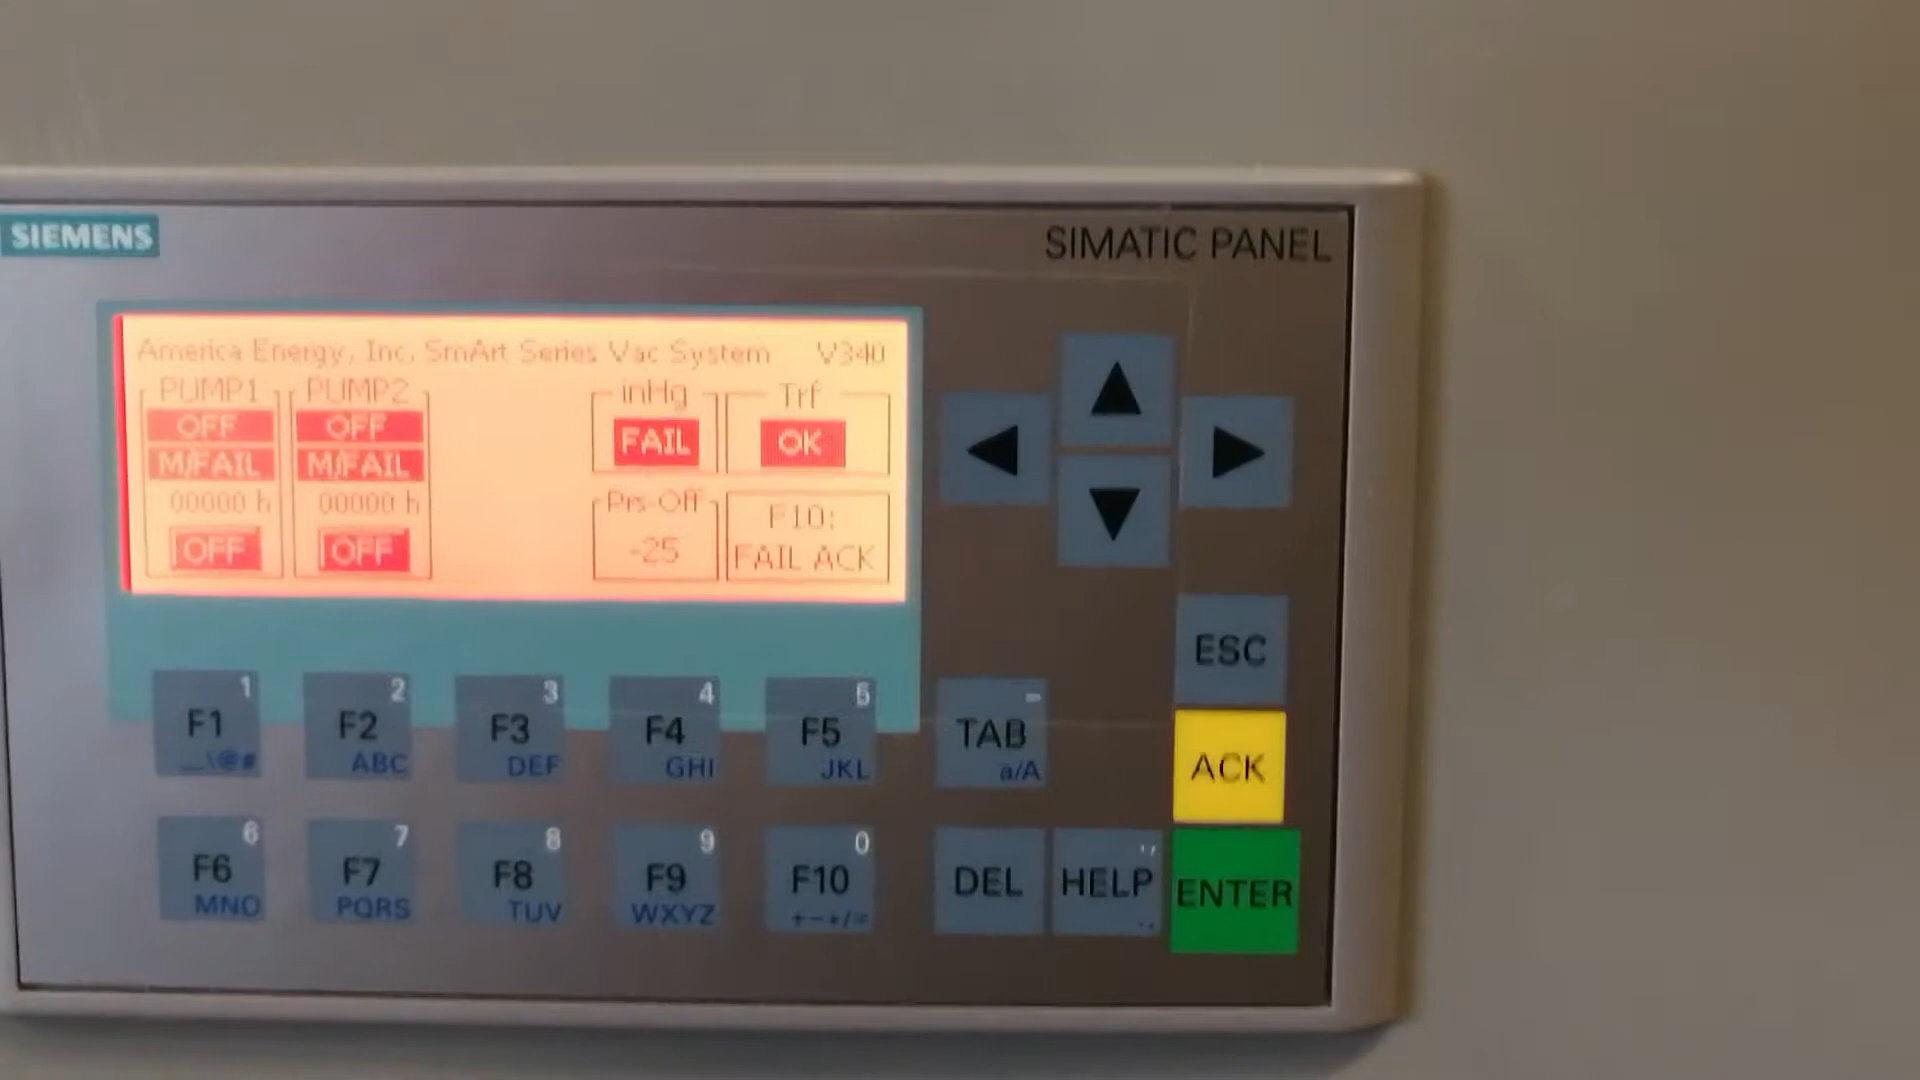 SIEMENS
SIMATIC PANEL
America Energy, Inc. SmArt Series Vac System V340
PUMP1 PUMP2 inHg Trf
OFF OFF
FAIL OK
M/FAIL M/FAIL
00000 h 00000 h Prs-Off F10:
OFF OFF -25 FAIL ACK
ESC
F1 1 _\@#
F2 2 ABC
F3 3 DEF
F4 4 GHI
F5 5 JKL
TAB - a/A
ACK
F6 6 MNO
F7 7 PQRS
F8 8 TUV
F9 9 WXYZ
F10 0 +-*/=
DEL
HELP
ENTER